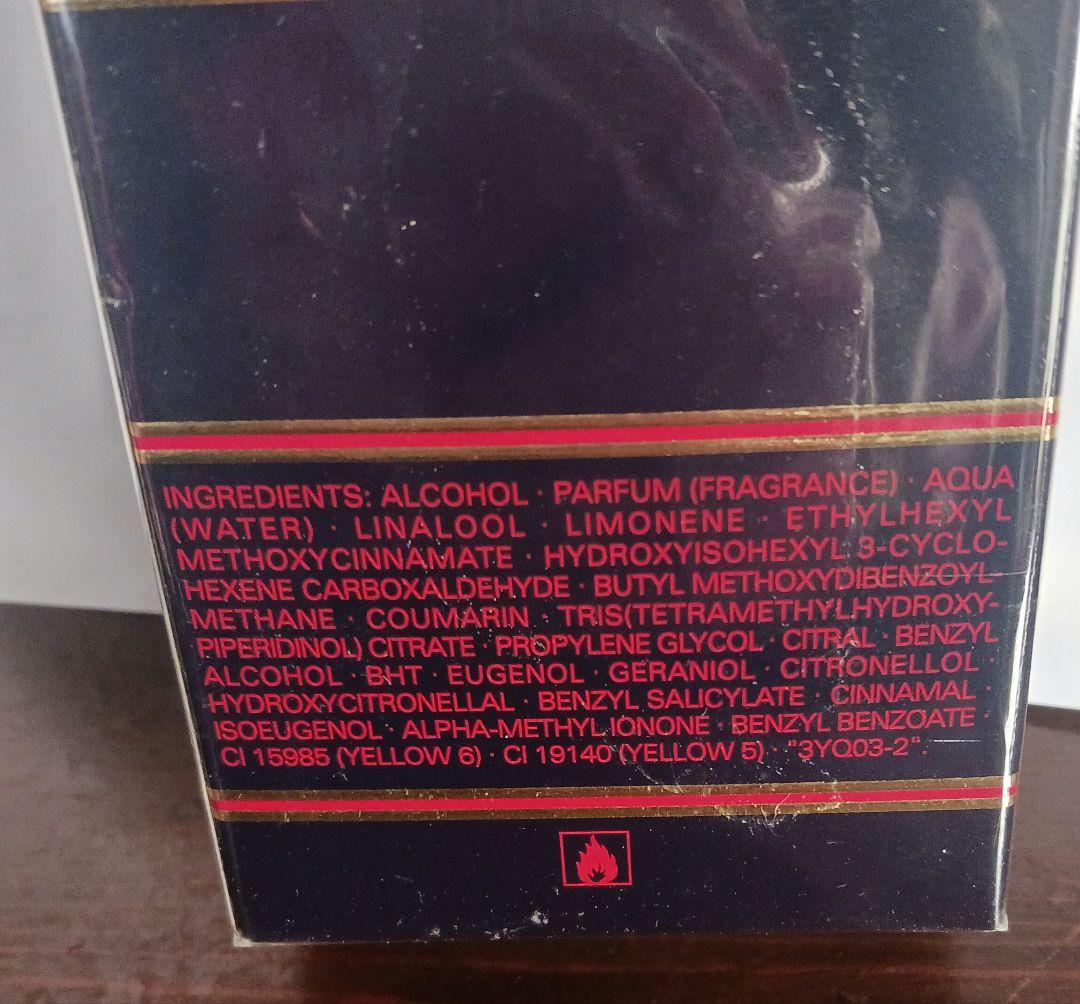 INGREDIENTS: ALCOHOL · PARFUM (FRAGRANCE) · AQUA
(WATER) · LINALOOL · LIMONENE · ETHYLHEXYL
METHOXYCINNAMATE · HYDROXYISOHEXYL 3-CYCLO-
HEXENE CARBOXALDEHYDE · BUTYL METHOXYDIBENZOYL-
METHANE · COUMARIN · TRIS(TETRAMETHYLHYDROXY-
PIPERIDINOL) CITRATE · PROPYLENE GLYCOL · CITRAL · BENZYL
ALCOHOL · BHT · EUGENOL · GERANIOL · CITRONELLOL ·
HYDROXYCITRONELLAL · BENZYL SALICYLATE · CINNAMAL ·
ISOEUGENOL · ALPHA-METHYL IONONE · BENZYL BENZOATE ·
CI 15985 (YELLOW 6) · CI 19140 (YELLOW 5) · "3YQ03-2".